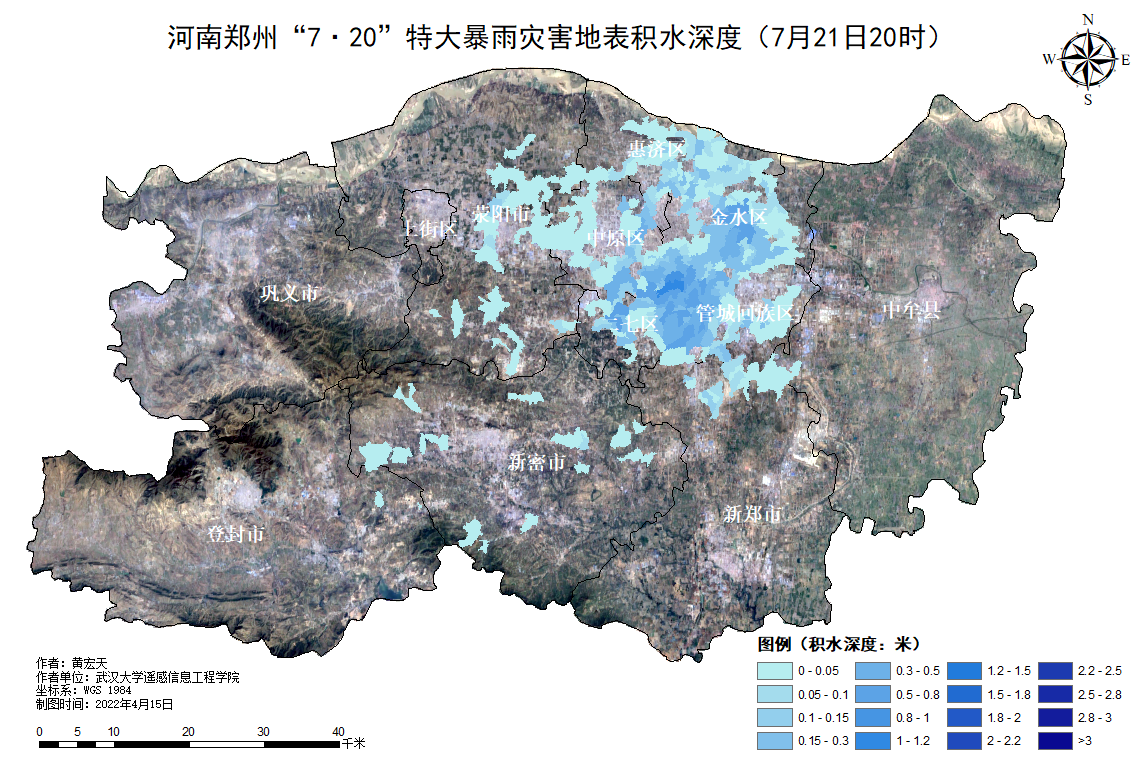 河南郑州“7·20”特大暴雨灾害地表积水深度（7月21日20时）
N
W
E
S
惠济区
上街区
荥阳市
中原区
金水区
巩义市
二七区
管城回族区
中牟县
新密市
登封市
新郑市
作者：黄宏天
作者单位：武汉大学遥感信息工程学院
坐标系：WGS 1984
制图时间：2022年4月15日
0 5 10 20 30 40
千米
图例（积水深度：米）
0 - 0.05
0.3 - 0.5
1.2 - 1.5
2.2 - 2.5
0.05 - 0.1
0.5 - 0.8
1.5 - 1.8
2.5 - 2.8
0.1 - 0.15
0.8 - 1
1.8 - 2
2.8 - 3
0.15 - 0.3
1 - 1.2
2 - 2.2
>3